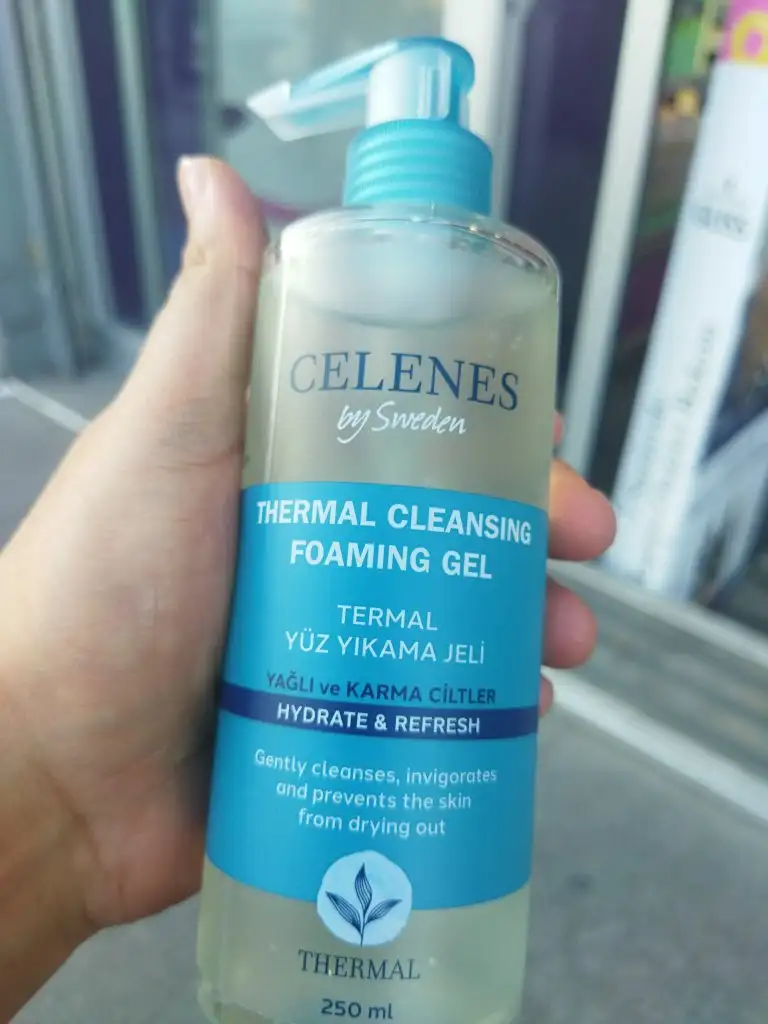 CELENES
by Sweden
THERMAL CLEANSING
FOAMING GEL
TERMAL
YÜZ YIKAMA JELİ
YAĞLI ve KARMA CİLTLER
HYDRATE & REFRESH
Gently cleanses, invigorates
and prevents the skin
from drying out
THERMAL
250 ml